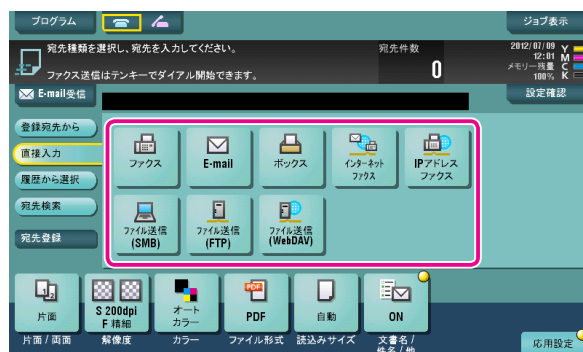 プログラム
ジョブ表示
宛先種類を選択し、宛先を入力してください。
ファクス送信はテンキーでダイアル開始できます。
宛先件数
0
2012/07/09
12:01
メモリー残量
100%
Y
M
C
K
E-mail受信
設定確認
登録宛先から
直接入力
履歴から選択
宛先検索
宛先登録
ファクス
E-mail
ボックス
インターネット
ファクス
IPアドレス
ファクス
ファイル送信
(SMB)
ファイル送信
(FTP)
ファイル送信
(WebDAV)
片面
S 200dpi
F 精細
オート
カラー
PDF
PDF
自動
ON
片面 / 両面
解像度
カラー
ファイル形式
読込みサイズ
文書名 /
件名 / 他
応用設定